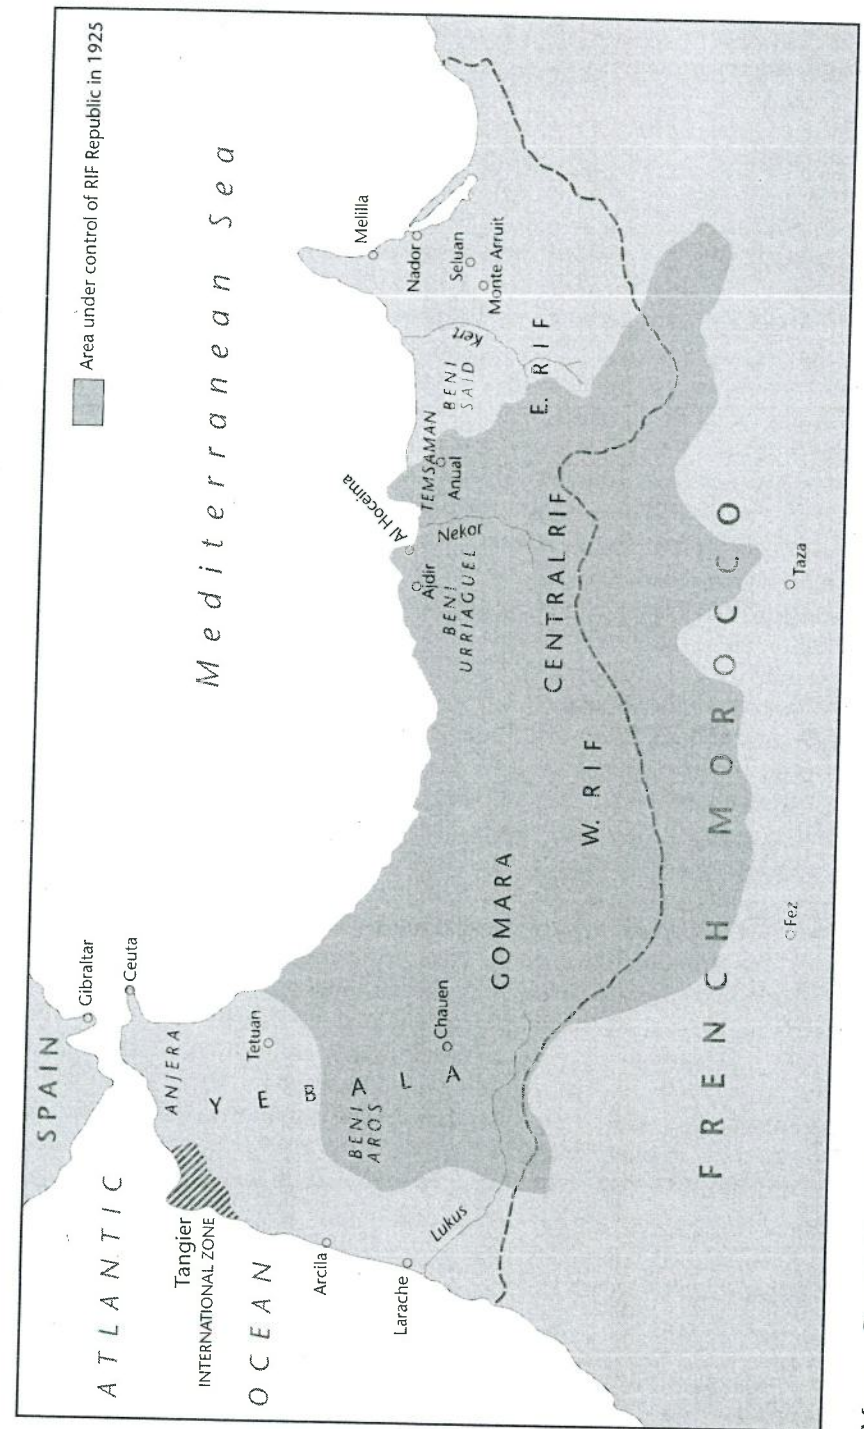 Area under control of RIF Republic in 1925
SPAIN
Gibraltar
Ceuta
Mediterranean Sea
ATLANTIC
OCEAN
Tangier
INTERNATIONAL ZONE
ANJERA
Tetuan
YEBALA
Arcila
Larache
Lukus
BENI
AROS
Chauen
GOMARA
W. RIF
CENTRAL RIF
E. RIF
Al Hoceima
Ajdir
BENI
URRIAGUEL
Nekor
TEMSAMAN
Anual
BENI
SAID
Kert
Melilla
Nador
Seluan
Monte Arruit
FRENCH MOROCCO
Fez
Taza